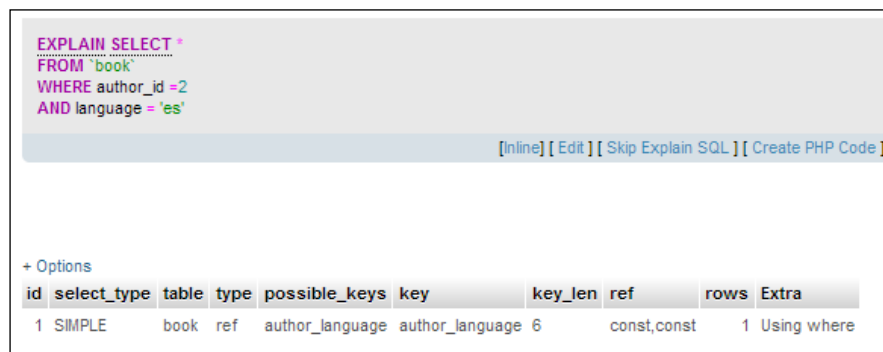 EXPLAIN SELECT *
FROM `book`
WHERE author_id =2
AND language = 'es'
[Inline] [ Edit ] [ Skip Explain SQL ] [ Create PHP Code ]
+ Options
id select_type table type possible_keys key key_len ref rows Extra
1 SIMPLE book ref author_language author_language 6 const,const 1 Using where